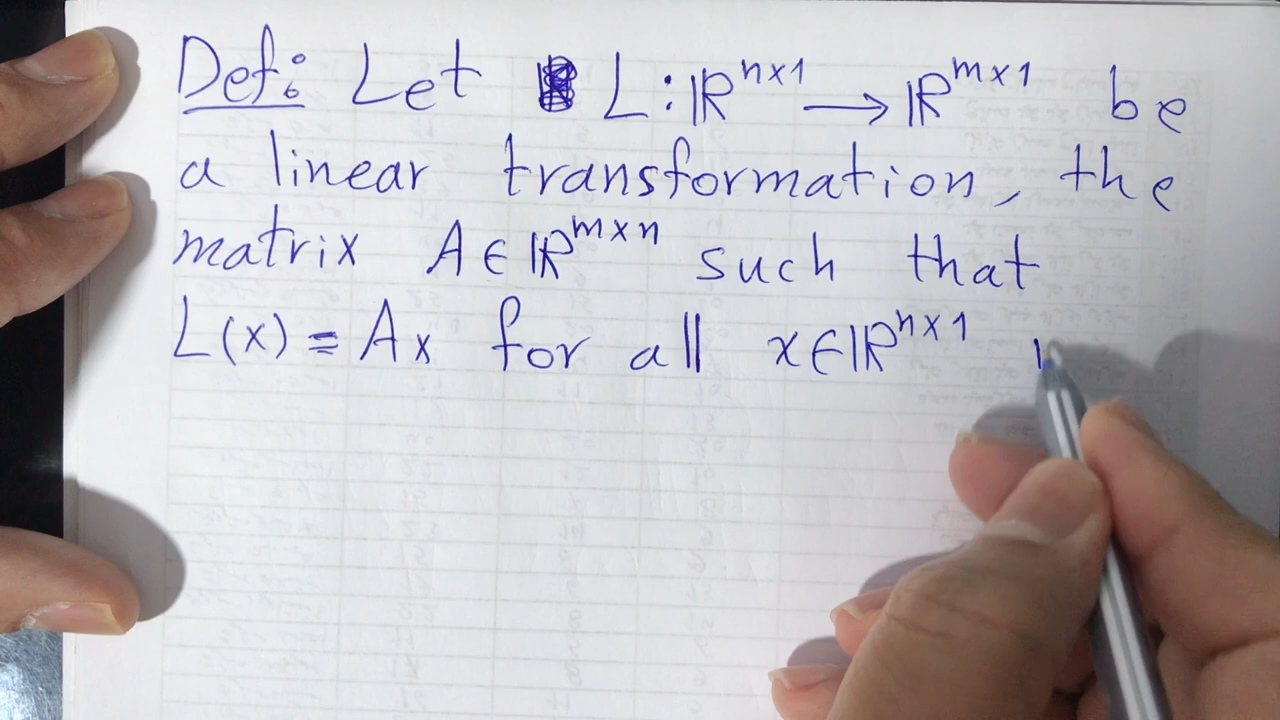 Def: Let L : ℝⁿˣ¹ → ℝᵐˣ¹ be
a linear transformation, the
matrix A ∈ ℝᵐˣⁿ such that
L(x) = Ax for all x ∈ ℝⁿˣ¹